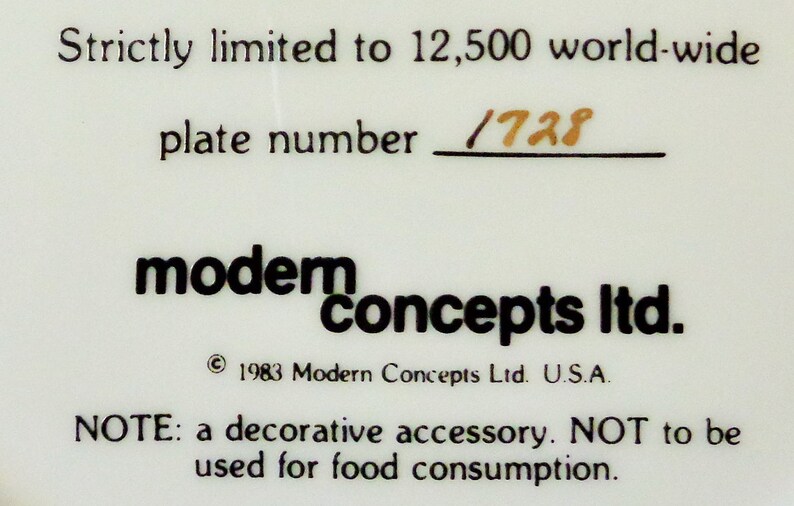 Strictly limited to 12,500 world-wide
plate number 1728
modern
concepts ltd.
© 1983 Modern Concepts Ltd. U.S.A.
NOTE: a decorative accessory. NOT to be
used for food consumption.